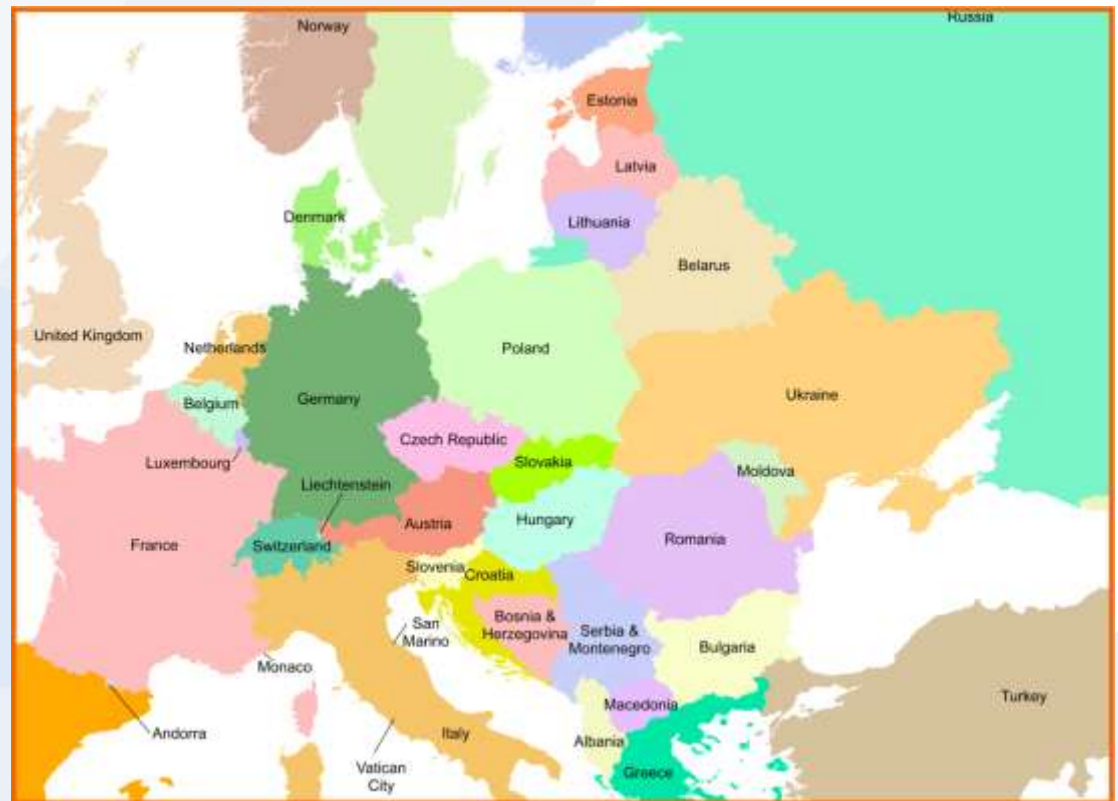 Russia
Norway
Estonia
Latvia
Denmark
Lithuania
Belarus
United Kingdom
Netherlands
Poland
Ukraine
Belgium
Germany
Czech Republic
Luxembourg
Slovakia
Moldova
Liechtenstein
Austria
Hungary
France
Switzerland
Romania
Slovenia
Croatia
San
Marino
Bosnia &
Herzegovina
Serbia &
Montenegro
Bulgaria
Monaco
Macedonia
Turkey
Andorra
Italy
Albania
Vatican
City
Greece